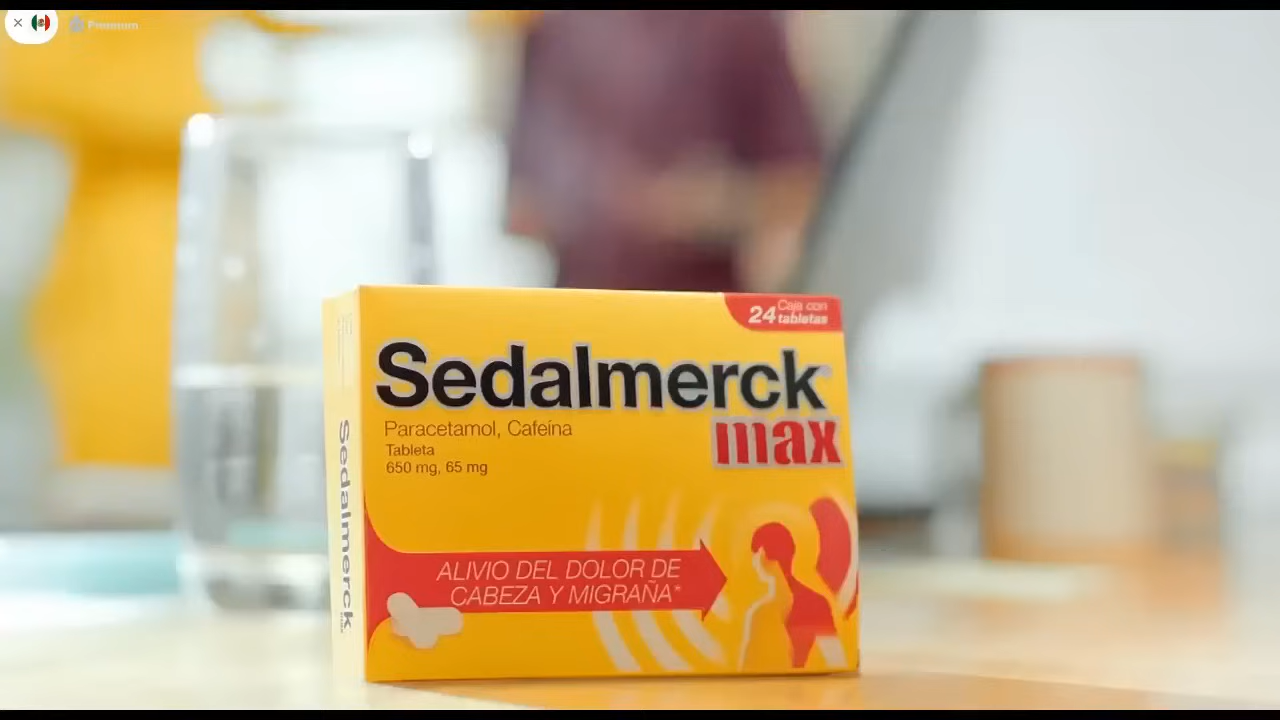 Premium
24 Caja con
tabletas
Sedalmerck
max
Paracetamol, Cafeína
Tableta
650 mg, 65 mg
ALIVIO DEL DOLOR DE
CABEZA Y MIGRAÑA*
Sedalmerck